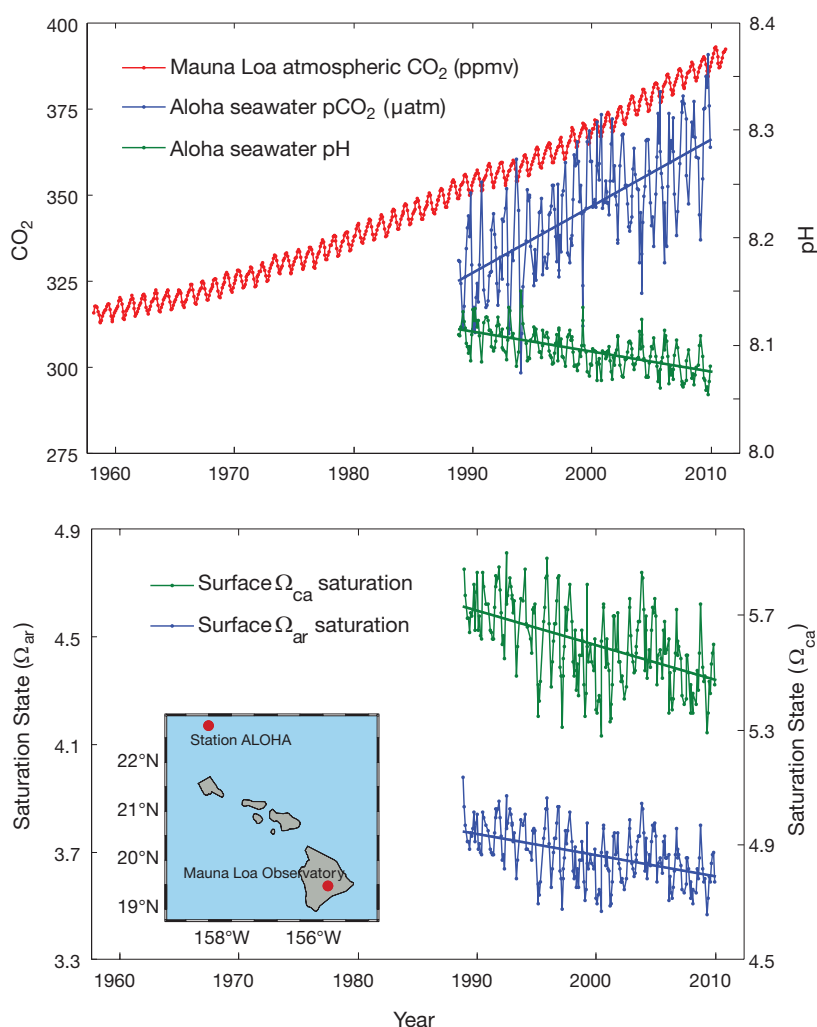 400
375
350
325
300
275
CO₂
Mauna Loa atmospheric CO₂ (ppmv)
Aloha seawater pCO₂ (µatm)
Aloha seawater pH
8.4
8.3
8.2
8.1
8.0
pH
1960 1970 1980 1990 2000 2010
4.9
4.5
4.1
3.7
3.3
Saturation State (Ωar)
Surface Ωca saturation
Surface Ωar saturation
5.7
5.3
4.9
4.5
Saturation State (Ωca)
Station ALOHA
22°N
21°N
20°N
19°N
Mauna Loa Observatory
158°W 156°W
1960 1970 1980 1990 2000 2010
Year